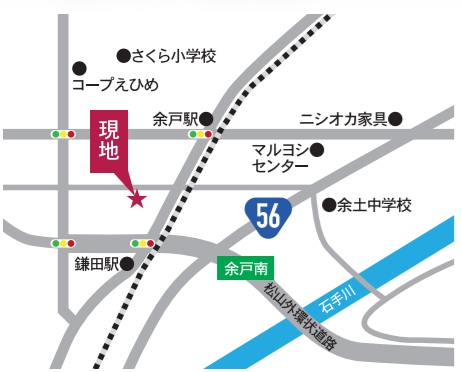 さくら小学校
コープえひめ
余戸駅
ニシオカ家具
現地
マルヨシ
センター
余土中学校
56
鎌田駅
余戸南
石手川
松山外環状道路